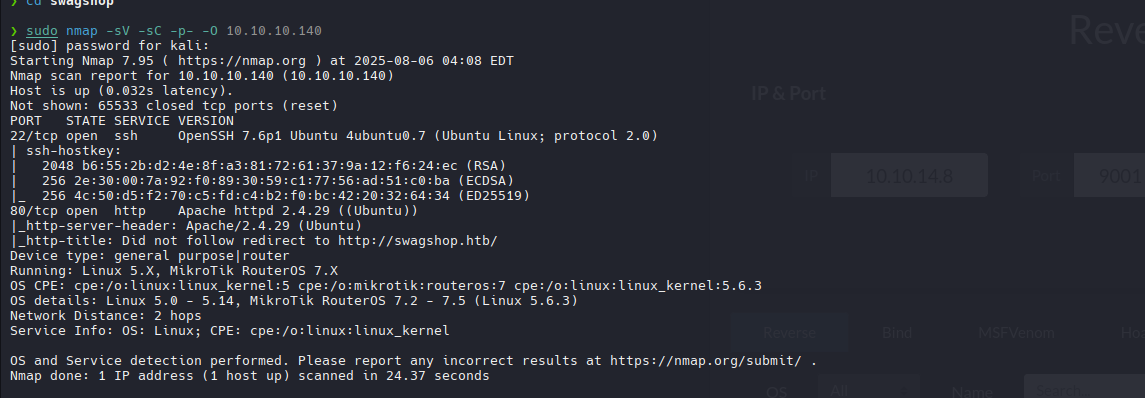 ❯ cd swagshop
❯ sudo nmap -sV -sC -p- -O 10.10.10.140
[sudo] password for kali:
Starting Nmap 7.95 ( https://nmap.org ) at 2025-08-06 04:08 EDT
Nmap scan report for 10.10.10.140 (10.10.10.140)
Host is up (0.032s latency).
Not shown: 65533 closed tcp ports (reset)
PORT   STATE SERVICE VERSION
22/tcp open  ssh     OpenSSH 7.6p1 Ubuntu 4ubuntu0.7 (Ubuntu Linux; protocol 2.0)
| ssh-hostkey:
|   2048 b6:55:2b:d2:4e:8f:a3:81:72:61:37:9a:12:f6:24:ec (RSA)
|   256 2e:30:00:7a:92:f0:89:30:59:c1:77:56:ad:51:c0:ba (ECDSA)
|_  256 4c:50:d5:f2:70:c5:fd:c4:b2:f0:bc:42:20:32:64:34 (ED25519)
80/tcp open  http    Apache httpd 2.4.29 ((Ubuntu))
|_http-server-header: Apache/2.4.29 (Ubuntu)
|_http-title: Did not follow redirect to http://swagshop.htb/
Device type: general purpose|router
Running: Linux 5.X, MikroTik RouterOS 7.X
OS CPE: cpe:/o:linux:linux_kernel:5 cpe:/o:mikrotik:routeros:7 cpe:/o:linux:linux_kernel:5.6.3
OS details: Linux 5.0 - 5.14, MikroTik RouterOS 7.2 - 7.5 (Linux 5.6.3)
Network Distance: 2 hops
Service Info: OS: Linux; CPE: cpe:/o:linux:linux_kernel
OS and Service detection performed. Please report any incorrect results at https://nmap.org/submit/ .
Nmap done: 1 IP address (1 host up) scanned in 24.37 seconds
IP & Port
IP 10.10.14.8 Port 9001
Reverse Bind MSFVenom
OS All Name Search